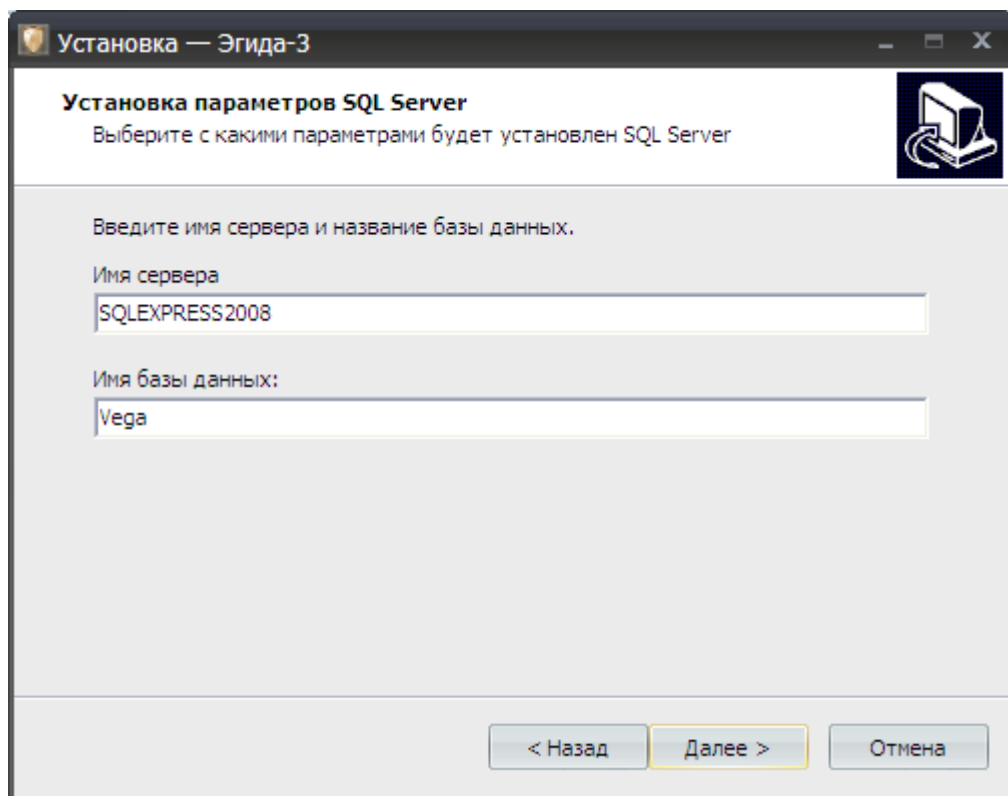 Установка — Эгида-3
Установка параметров SQL Server
Выберите с какими параметрами будет установлен SQL Server
Введите имя сервера и название базы данных.
Имя сервера
SQLEXPRESS2008
Имя базы данных:
Vega
< Назад Далее > Отмена